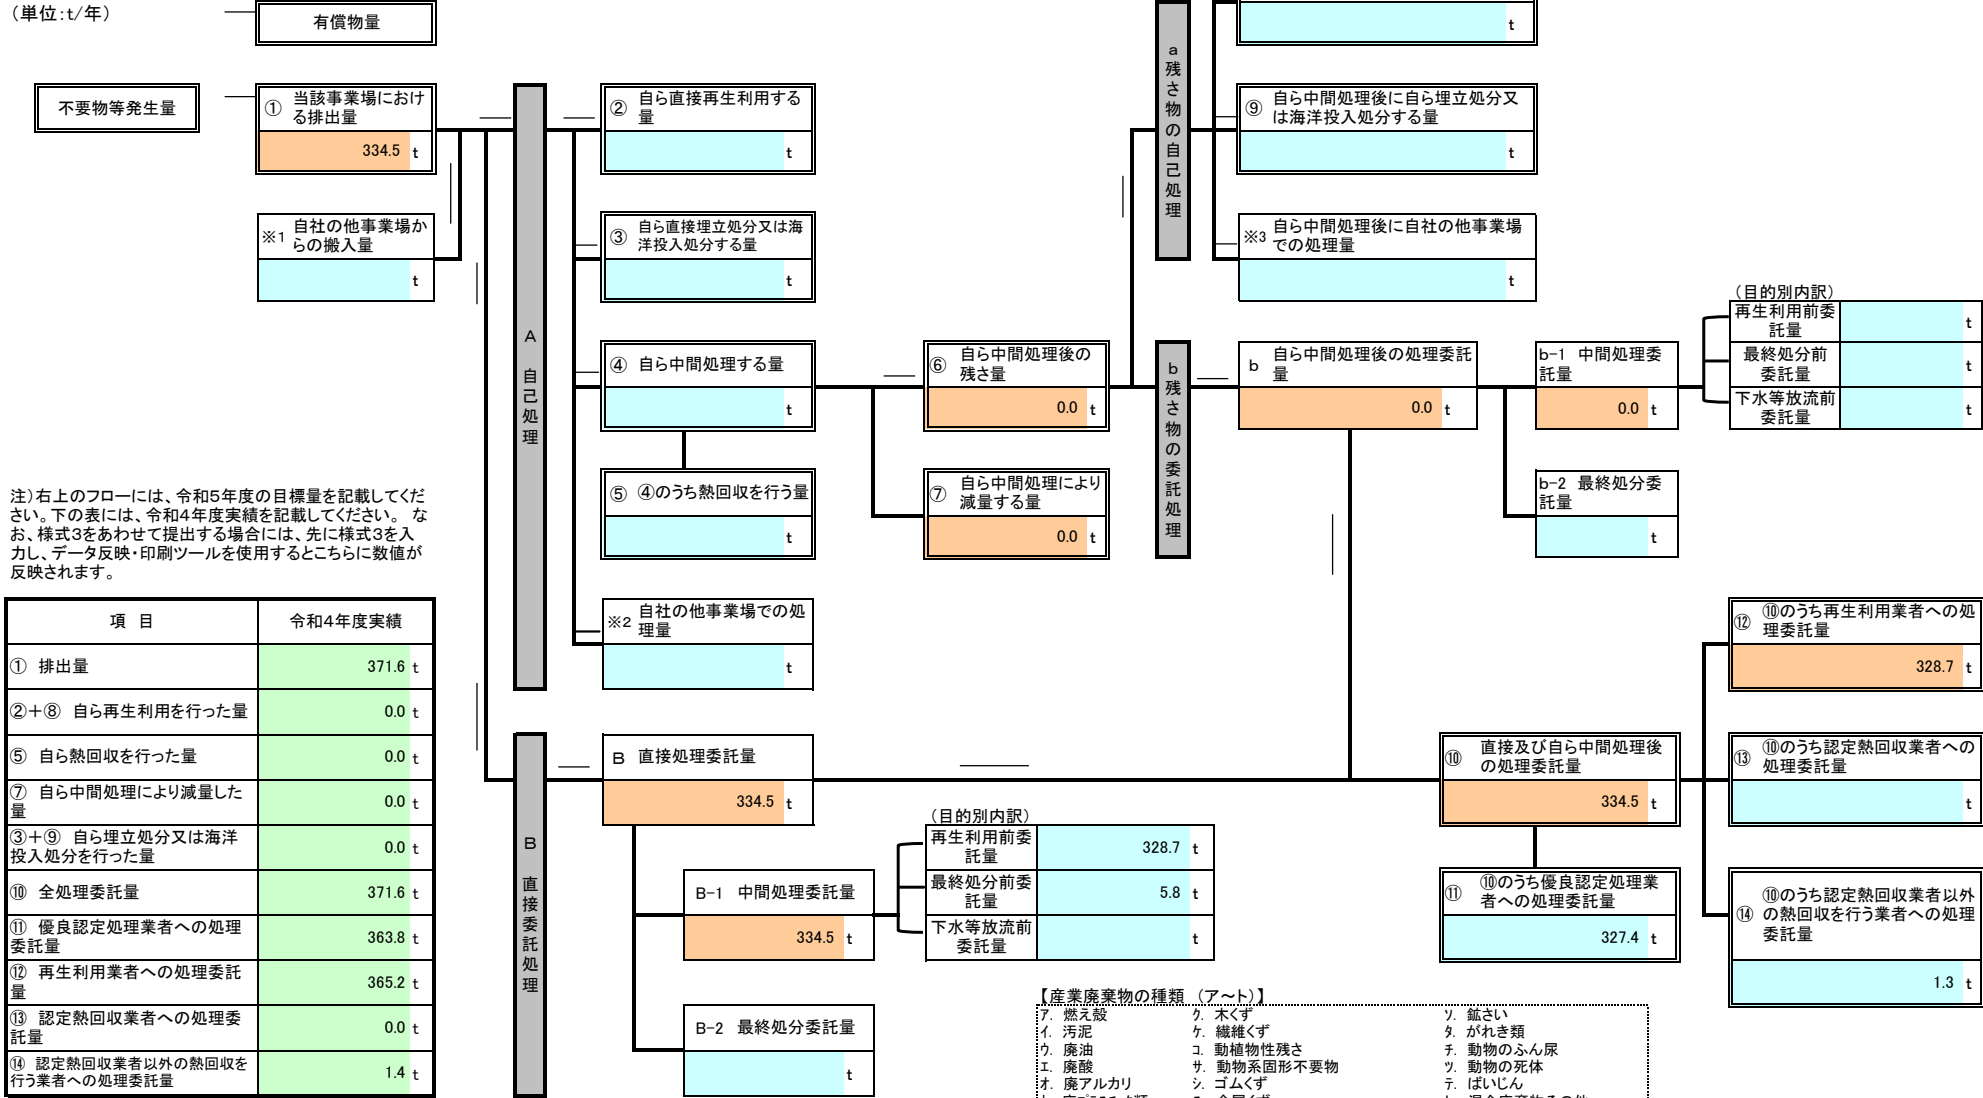 （単位:t/年）
有償物量
t
不要物等発生量
① 当該事業場におけ
る排出量
334.5 t
※1 自社の他事業場か
らの搬入量
t
A 自己処理
② 自ら直接再生利用する
量
t
③ 自ら直接埋立処分又は海
洋投入処分する量
t
④ 自ら中間処理する量
t
⑤ ④のうち熱回収を行う量
t
※2 自社の他事業場での処
理量
t
⑥ 自ら中間処理後の
残さ量
0.0 t
⑦ 自ら中間処理により
減量する量
0.0 t
a 残さ物の自己処理
⑨ 自ら中間処理後に自ら埋立処分又
は海洋投入処分する量
t
※3 自ら中間処理後に自社の他事業場
での処理量
t
b 残さ物の委託処理
b 自ら中間処理後の処理委託
量
0.0 t
b-1 中間処理委
託量
0.0 t
（目的別内訳）
再生利用前委
託量
t
最終処分前
委託量
t
下水等放流前
委託量
t
b-2 最終処分委
託量
t
注）右上のフローには、令和5年度の目標量を記載してくだ
さい。下の表には、令和4年度実績を記載してください。 な
お、様式3をあわせて提出する場合には、先に様式3を入
力し、データ反映・印刷ツールを使用するとこちらに数値が
反映されます。
項 目 令和4年度実績
① 排出量 371.6 t
②＋⑧ 自ら再生利用を行った量 0.0 t
⑤ 自ら熱回収を行った量 0.0 t
⑦ 自ら中間処理により減量した
量 0.0 t
③＋⑨ 自ら埋立処分又は海洋
投入処分を行った量 0.0 t
⑩ 全処理委託量 371.6 t
⑪ 優良認定処理業者への処理
委託量 363.8 t
⑫ 再生利用業者への処理委託
量 365.2 t
⑬ 認定熱回収業者への処理委
託量 0.0 t
⑭ 認定熱回収業者以外の熱回収を
行う業者への処理委託量 1.4 t
B 直接委託処理
B 直接処理委託量
334.5 t
B-1 中間処理委託量
334.5 t
B-2 最終処分委託量
t
（目的別内訳）
再生利用前委
託量
328.7 t
最終処分前委
託量
5.8 t
下水等放流前
委託量
t
⑩ 直接及び自ら中間処理後
の処理委託量
334.5 t
⑪ ⑩のうち優良認定処理業
者への処理委託量
327.4 t
⑫ ⑩のうち再生利用業者への処
理委託量
328.7 t
⑬ ⑩のうち認定熱回収業者への
処理委託量
t
⑭ ⑩のうち認定熱回収業者以外
の熱回収を行う業者への処理
委託量
1.3 t
【産業廃棄物の種類 （ア～ト）】
ア. 燃え殻 ク. 木くず ソ. 鉱さい
イ. 汚泥 ケ. 繊維くず タ. がれき類
ウ. 廃油 コ. 動植物性残さ チ. 動物のふん尿
エ. 廃酸 サ. 動物系固形不要物 ツ. 動物の死体
オ. 廃アルカリ シ. ゴムくず テ. ばいじん